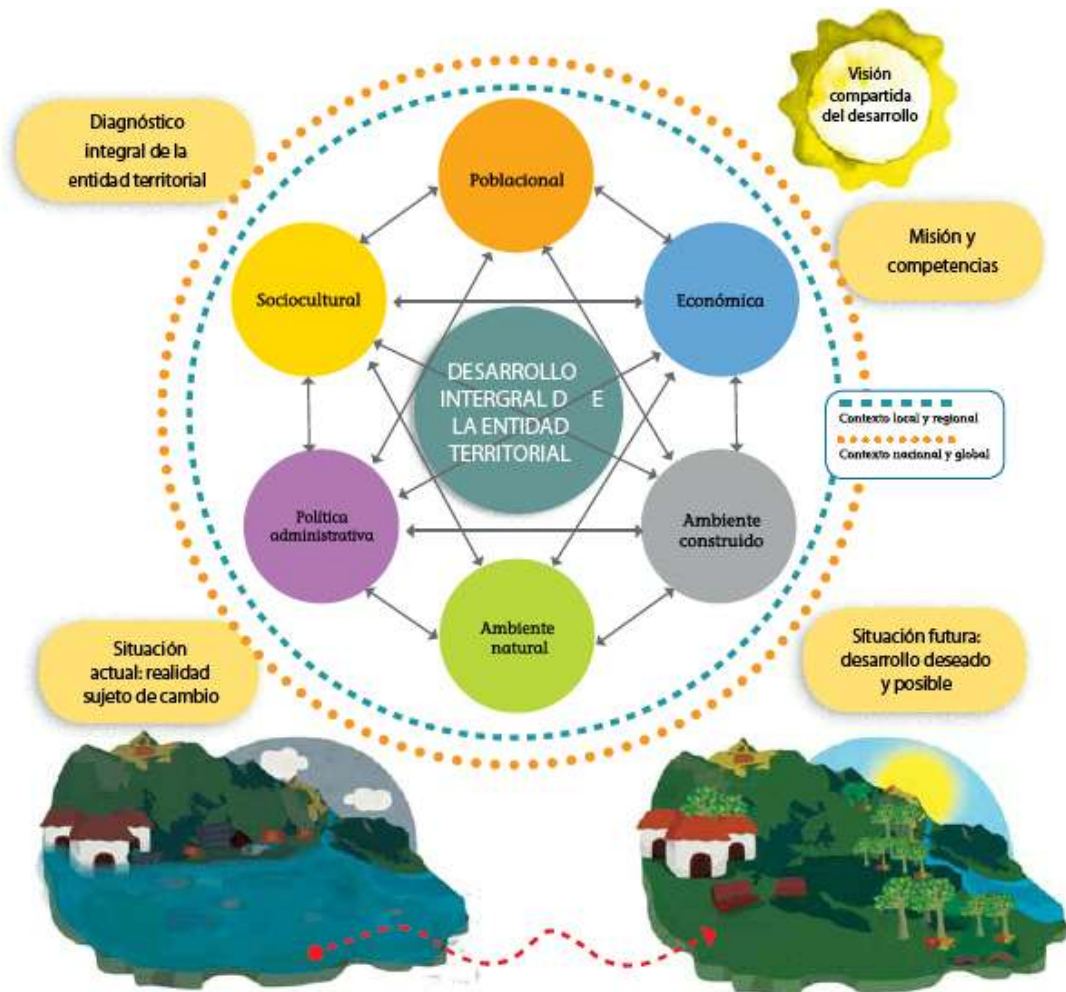 Visión
compartida
del desarrollo
Diagnóstico
integral de la
entidad territorial
Poblacional
Misión y
competencias
Sociocultural
Económica
DESARROLLO
INTERGRAL D E
LA ENTIDAD
TERRITORIAL
Contexto local y regional
Contexto nacional y global
Política
administrativa
Ambiente
construido
Ambiente
natural
Situación
actual: realidad
sujeto de cambio
Situación futura:
desarrollo deseado
y posible